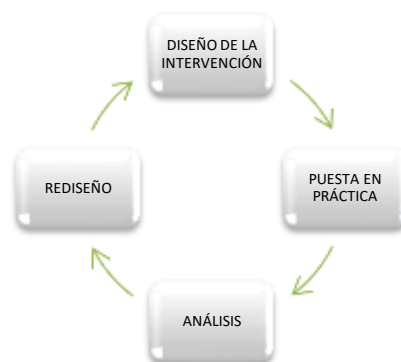 DISEÑO DE LA
INTERVENCIÓN
PUESTA EN
PRÁCTICA
ANÁLISIS
REDISEÑO